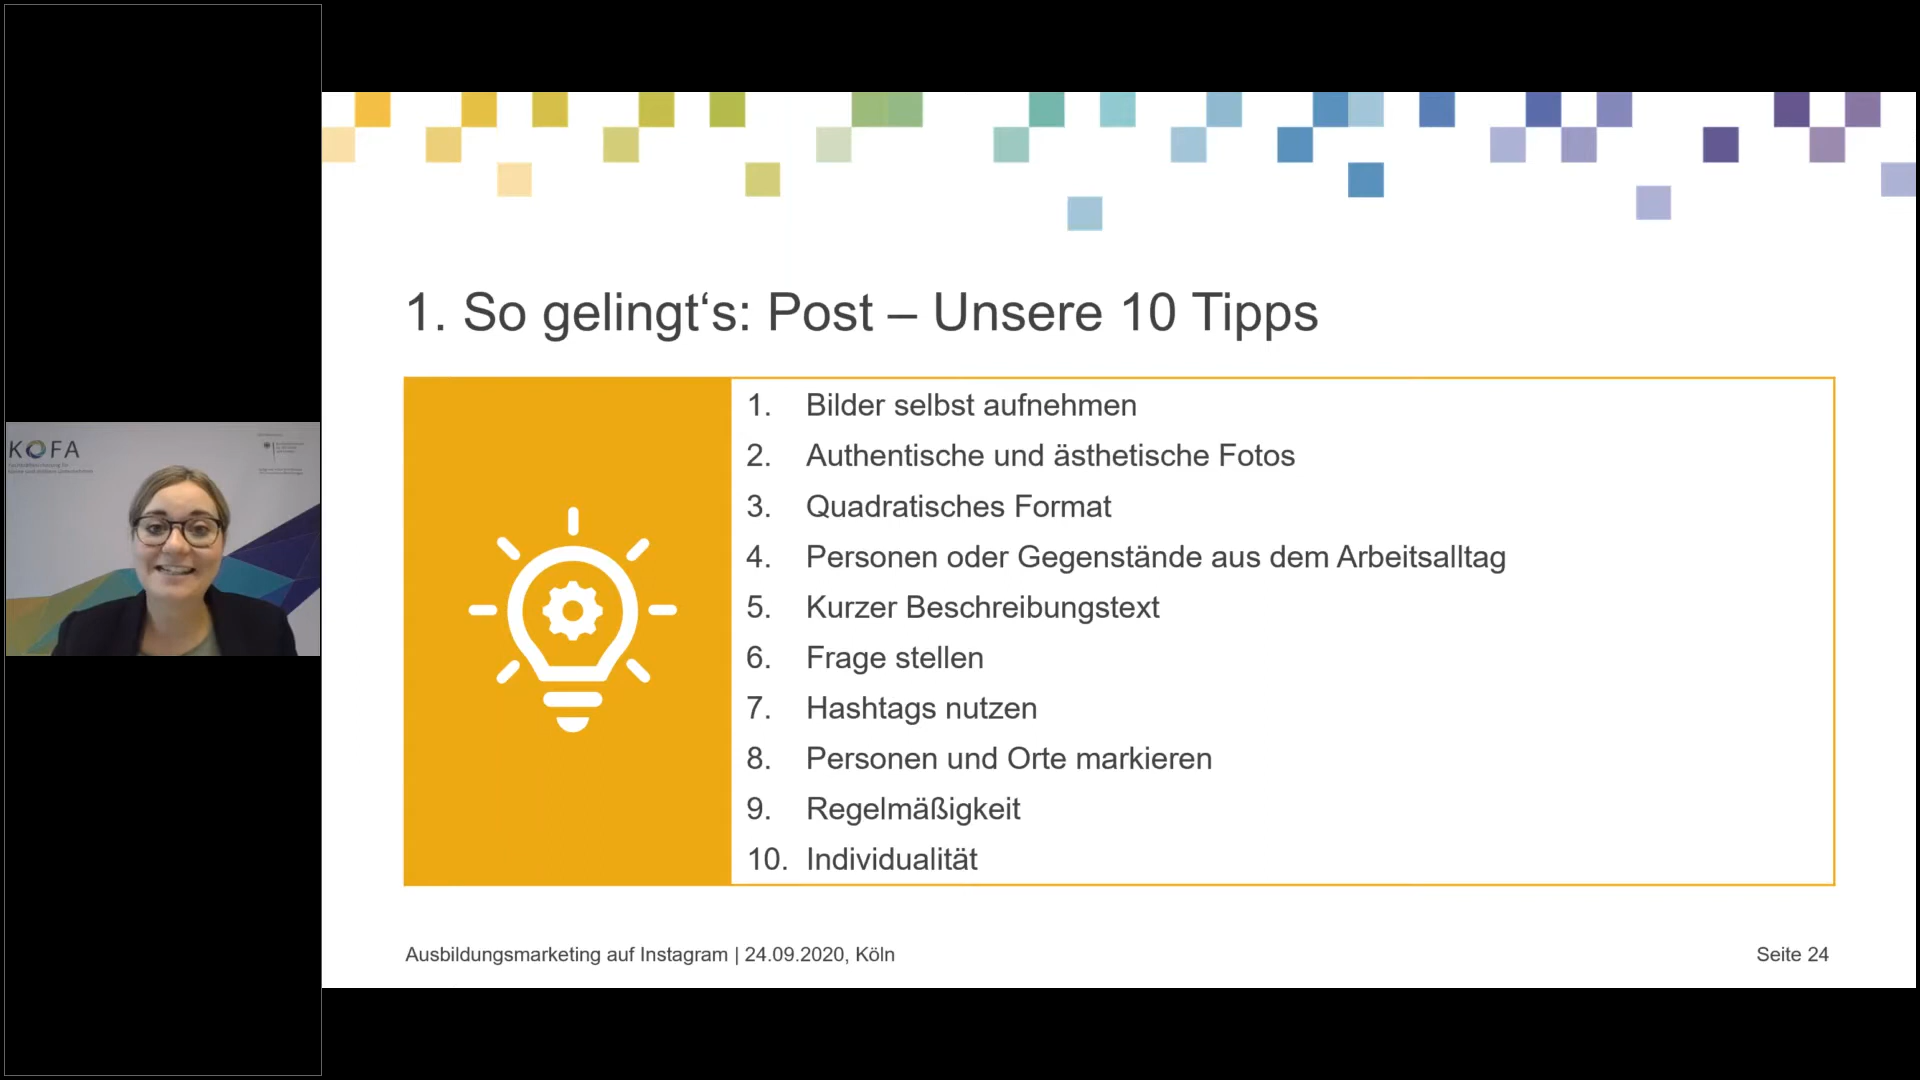 KOFA
1. So gelingt‘s: Post – Unsere 10 Tipps
1. Bilder selbst aufnehmen
2. Authentische und ästhetische Fotos
3. Quadratisches Format
4. Personen oder Gegenstände aus dem Arbeitsalltag
5. Kurzer Beschreibungstext
6. Frage stellen
7. Hashtags nutzen
8. Personen und Orte markieren
9. Regelmäßigkeit
10. Individualität
Ausbildungsmarketing auf Instagram | 24.09.2020, Köln
Seite 24